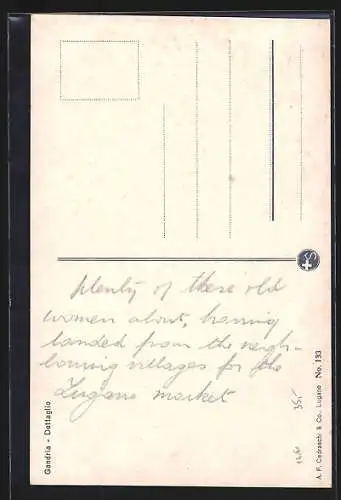 plenty of these old
women about, having
landed from the neigh-
bouring villages for the
Lugano market
Gandria - Dettaglio
A. F. Cedraschi & Co., Lugano No. 133
35.-